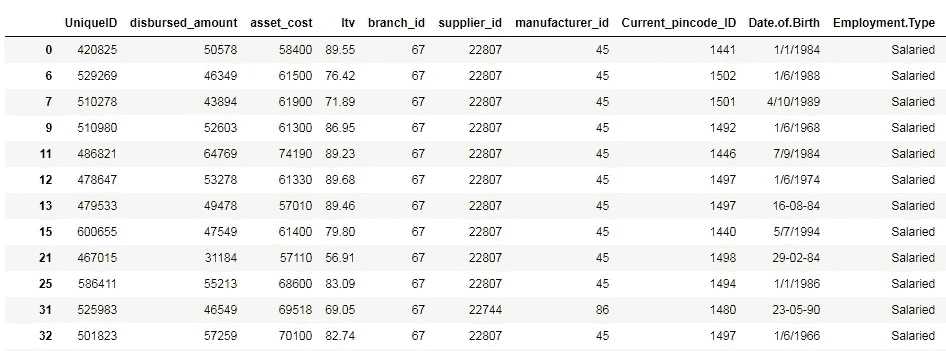 UniqueID disbursed_amount asset_cost ltv branch_id supplier_id manufacturer_id Current_pincode_ID Date.of.Birth Employment.Type
0 420825 50578 58400 89.55 67 22807 45 1441 1/1/1984 Salaried
6 529269 46349 61500 76.42 67 22807 45 1502 1/6/1988 Salaried
7 510278 43894 61900 71.89 67 22807 45 1501 4/10/1989 Salaried
9 510980 52603 61300 86.95 67 22807 45 1492 1/6/1968 Salaried
11 486821 64769 74190 89.23 67 22807 45 1446 7/9/1984 Salaried
12 478647 53278 61330 89.68 67 22807 45 1497 1/6/1974 Salaried
13 479533 49478 57010 89.46 67 22807 45 1497 16-08-84 Salaried
15 600655 47549 61400 79.80 67 22807 45 1440 5/7/1994 Salaried
21 467015 31184 57110 56.91 67 22807 45 1498 29-02-84 Salaried
25 586411 55213 68600 83.09 67 22807 45 1494 1/1/1986 Salaried
31 525983 46549 69518 69.05 67 22744 86 1480 23-05-90 Salaried
32 501823 57259 70100 82.74 67 22807 45 1497 1/6/1966 Salaried